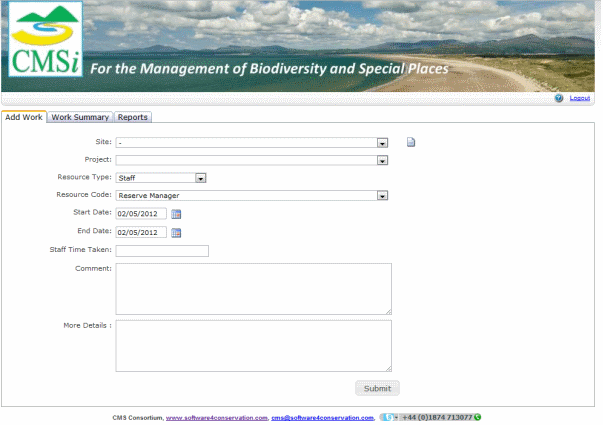 CMSi
For the Management of Biodiversity and Special Places
Logout
Add Work Work Summary Reports
Site: -
Project:
Resource Type: Staff
Resource Code: Reserve Manager
Start Date: 02/05/2012
End Date: 02/05/2012
Staff Time Taken:
Comment:
More Details :
Submit
CMS Consortium, www.software4conservation.com, cms@software4conservation.com, +44 (0)1874 713077